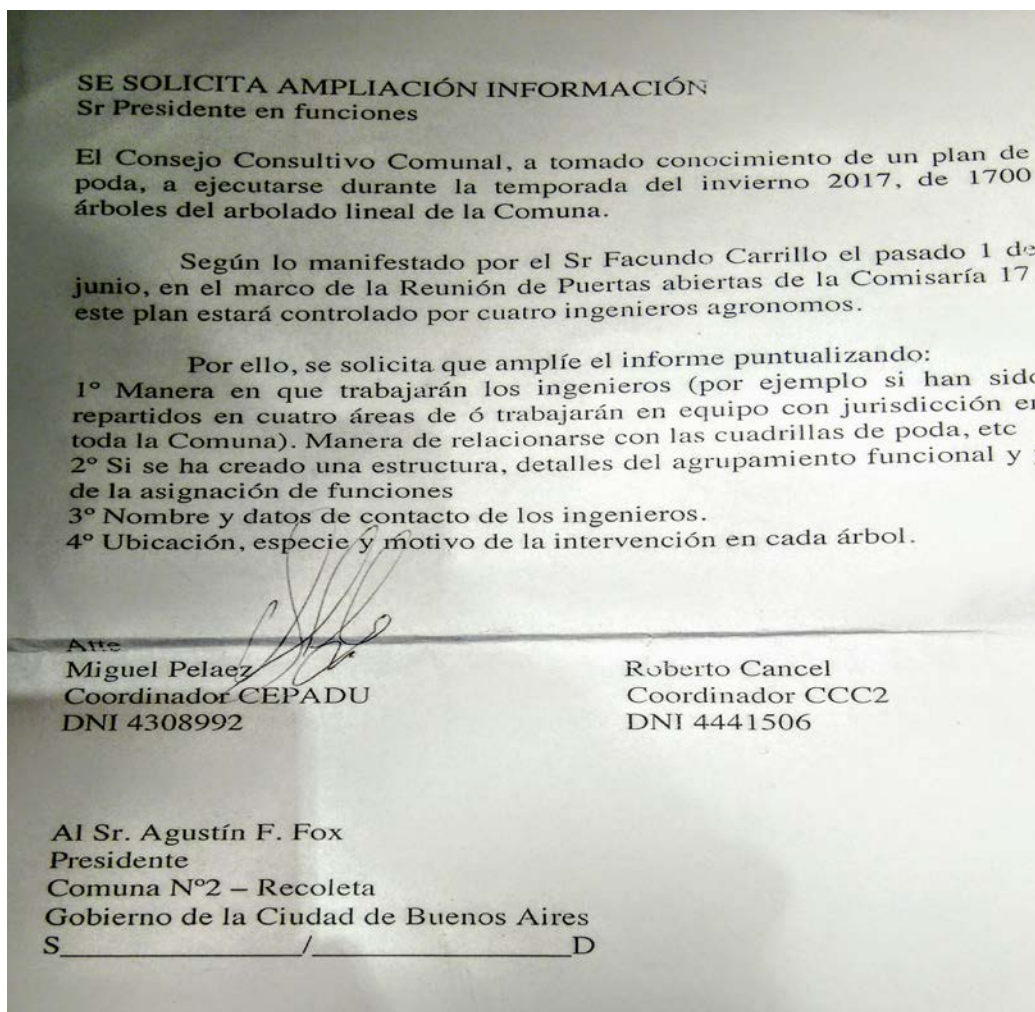 SE SOLICITA AMPLIACIÓN INFORMACIÓN
Sr Presidente en funciones
El Consejo Consultivo Comunal, a tomado conocimiento de un plan de
poda, a ejecutarse durante la temporada del invierno 2017, de 1700
árboles del arbolado lineal de la Comuna.
Según lo manifestado por el Sr Facundo Carrillo el pasado 1 de
junio, en el marco de la Reunión de Puertas abiertas de la Comisaría 17
este plan estará controlado por cuatro ingenieros agronomos.
Por ello, se solicita que amplíe el informe puntualizando:
1º Manera en que trabajarán los ingenieros (por ejemplo si han sido
repartidos en cuatro áreas de ó trabajarán en equipo con jurisdicción en
toda la Comuna). Manera de relacionarse con las cuadrillas de poda, etc
2º Si se ha creado una estructura, detalles del agrupamiento funcional y
de la asignación de funciones
3º Nombre y datos de contacto de los ingenieros.
4º Ubicación, especie y motivo de la intervención en cada árbol.
Atte
Miguel Pelaez
Coordinador CEPADU
DNI 4308992
Roberto Cancel
Coordinador CCC2
DNI 4441506
Al Sr. Agustín F. Fox
Presidente
Comuna Nº2 – Recoleta
Gobierno de la Ciudad de Buenos Aires
S_________________/__________________D